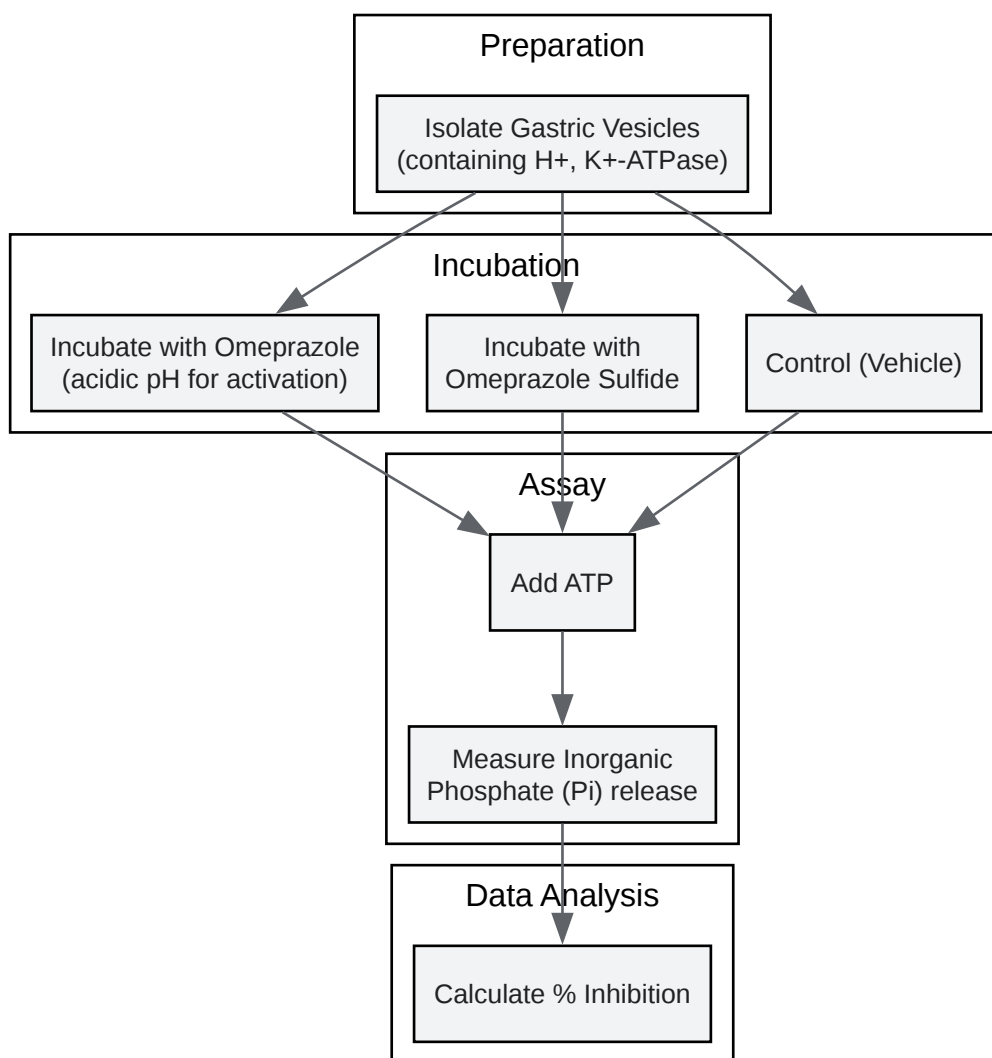 Preparation
Isolate Gastric Vesicles
(containing H+, K+-ATPase)
Incubation
Incubate with Omeprazole
(acidic pH for activation)
Incubate with
Omeprazole Sulfide
Control (Vehicle)
Assay
Add ATP
Measure Inorganic
Phosphate (Pi) release
Data Analysis
Calculate % Inhibition